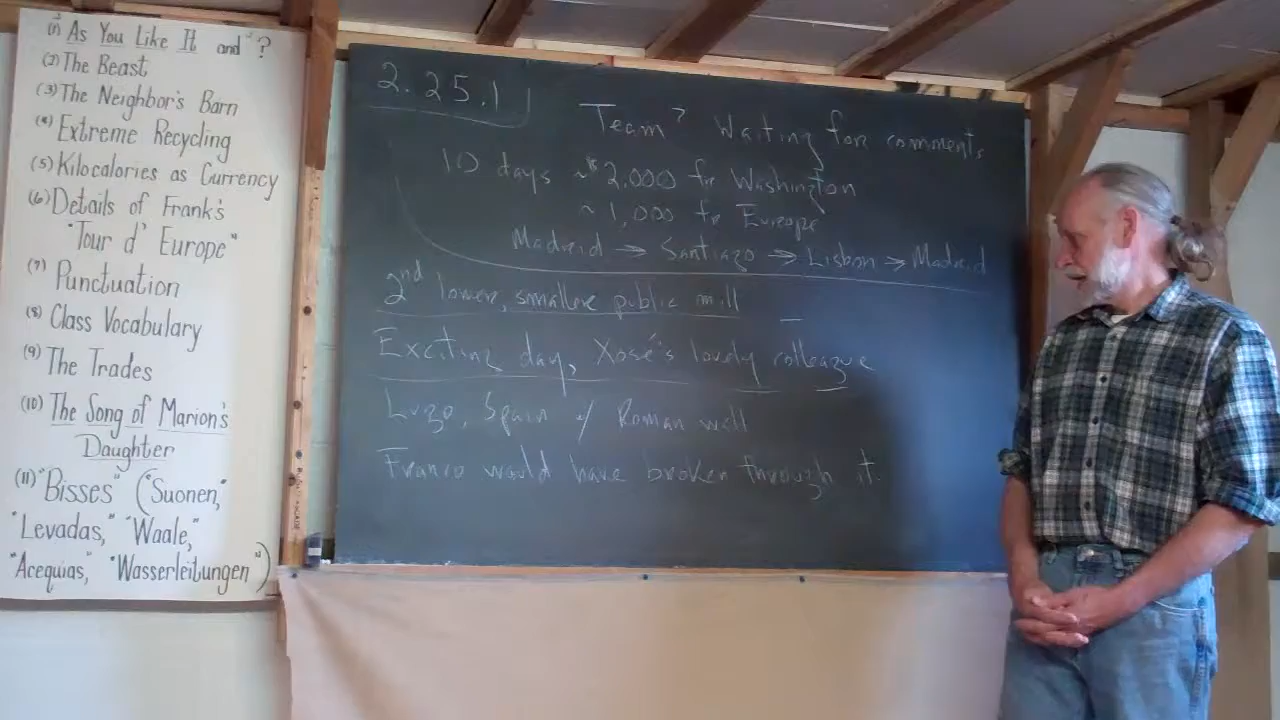 (1) As You Like It and " ?
(2) The Beast
(3) The Neighbor's Barn
(4) Extreme Recycling
(5) Kilocalories as Currency
(6) Details of Frank's
"Tour d' Europe"
(7) Punctuation
(8) Class Vocabulary
(9) The Trades
(10) The Song of Marion's
Daughter
(11) "Bisses" ("Suonen,"
"Levadas," "Waale,"
"Acequias," "Wasserleitungen")
2.25.1
Team? Waiting for comments
10 days ~$2,000 for Washington
~ 1,000 for Europe
Madrid → Santiago → Lisbon → Madrid
2nd lower, smaller public mill
Exciting day, Xosé's lovely colleague
Lugo, Spain w/ Roman wall
Franco would have broken through it.